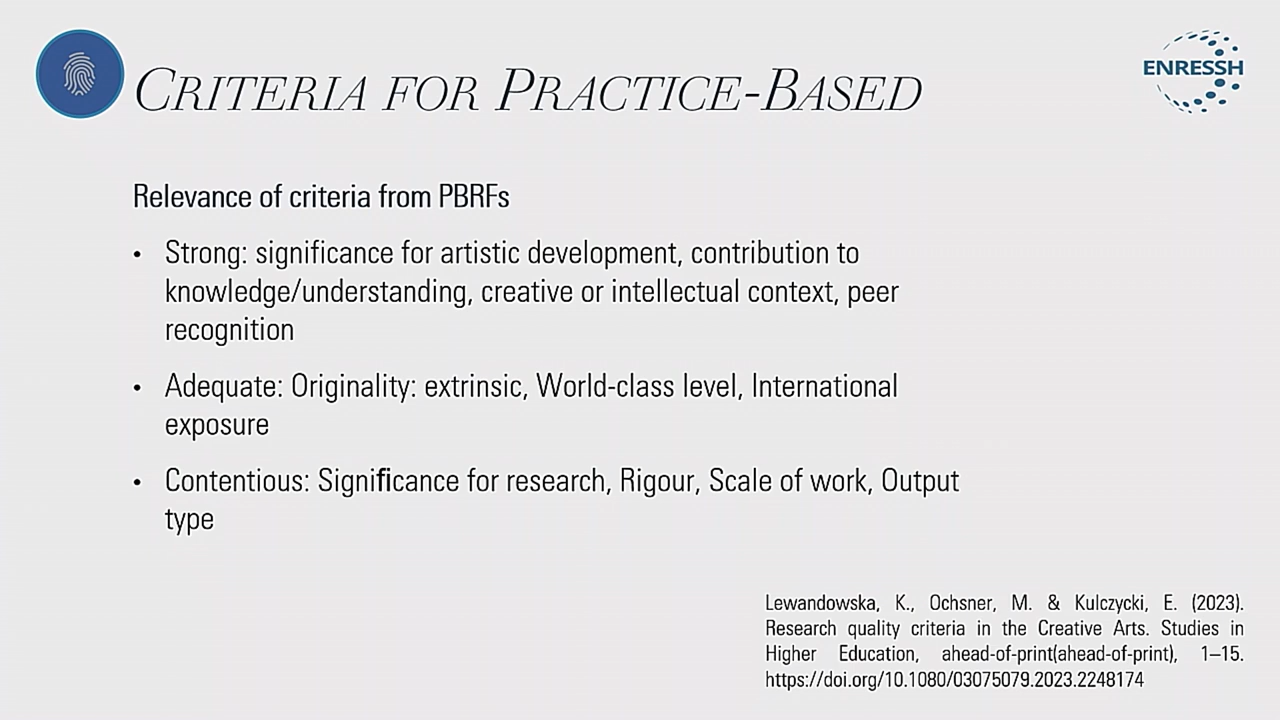 CRITERIA FOR PRACTICE-BASED
ENRESSH
Relevance of criteria from PBRFs
• Strong: significance for artistic development, contribution to
knowledge/understanding, creative or intellectual context, peer
recognition
• Adequate: Originality: extrinsic, World-class level, International
exposure
• Contentious: Significance for research, Rigour, Scale of work, Output
type
Lewandowska, K., Ochsner, M. & Kulczycki, E. (2023).
Research quality criteria in the Creative Arts. Studies in
Higher Education, ahead-of-print(ahead-of-print), 1–15.
https://doi.org/10.1080/03075079.2023.2248174